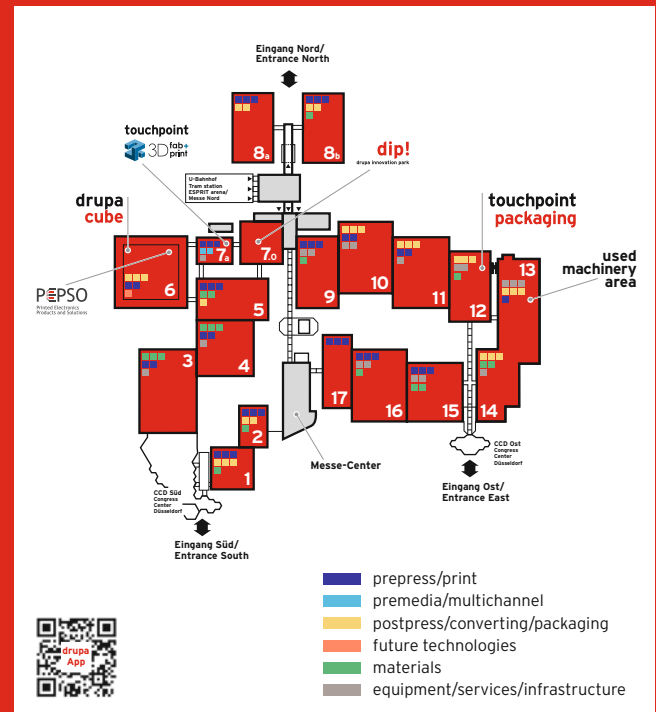 Eingang Nord/
Entrance North
8a
8b
touchpoint
3D fab+
print
dip!
drupa innovation park
U-Bahnhof
Tram station
ESPRIT arena/
Messe Nord
drupa
cube
touchpoint
packaging
used
machinery
area
PEPSO
Printed Electronics
Products and Solutions
6
7a
7.0
9
10
11
12
13
5
4
3
17
16
15
14
2
1
Messe-Center
CCD Süd
Congress
Center
Düsseldorf
CCD Ost
Congress
Center
Düsseldorf
Eingang Süd/
Entrance South
Eingang Ost/
Entrance East
drupa
App
prepress/print
premedia/multichannel
postpress/converting/packaging
future technologies
materials
equipment/services/infrastructure